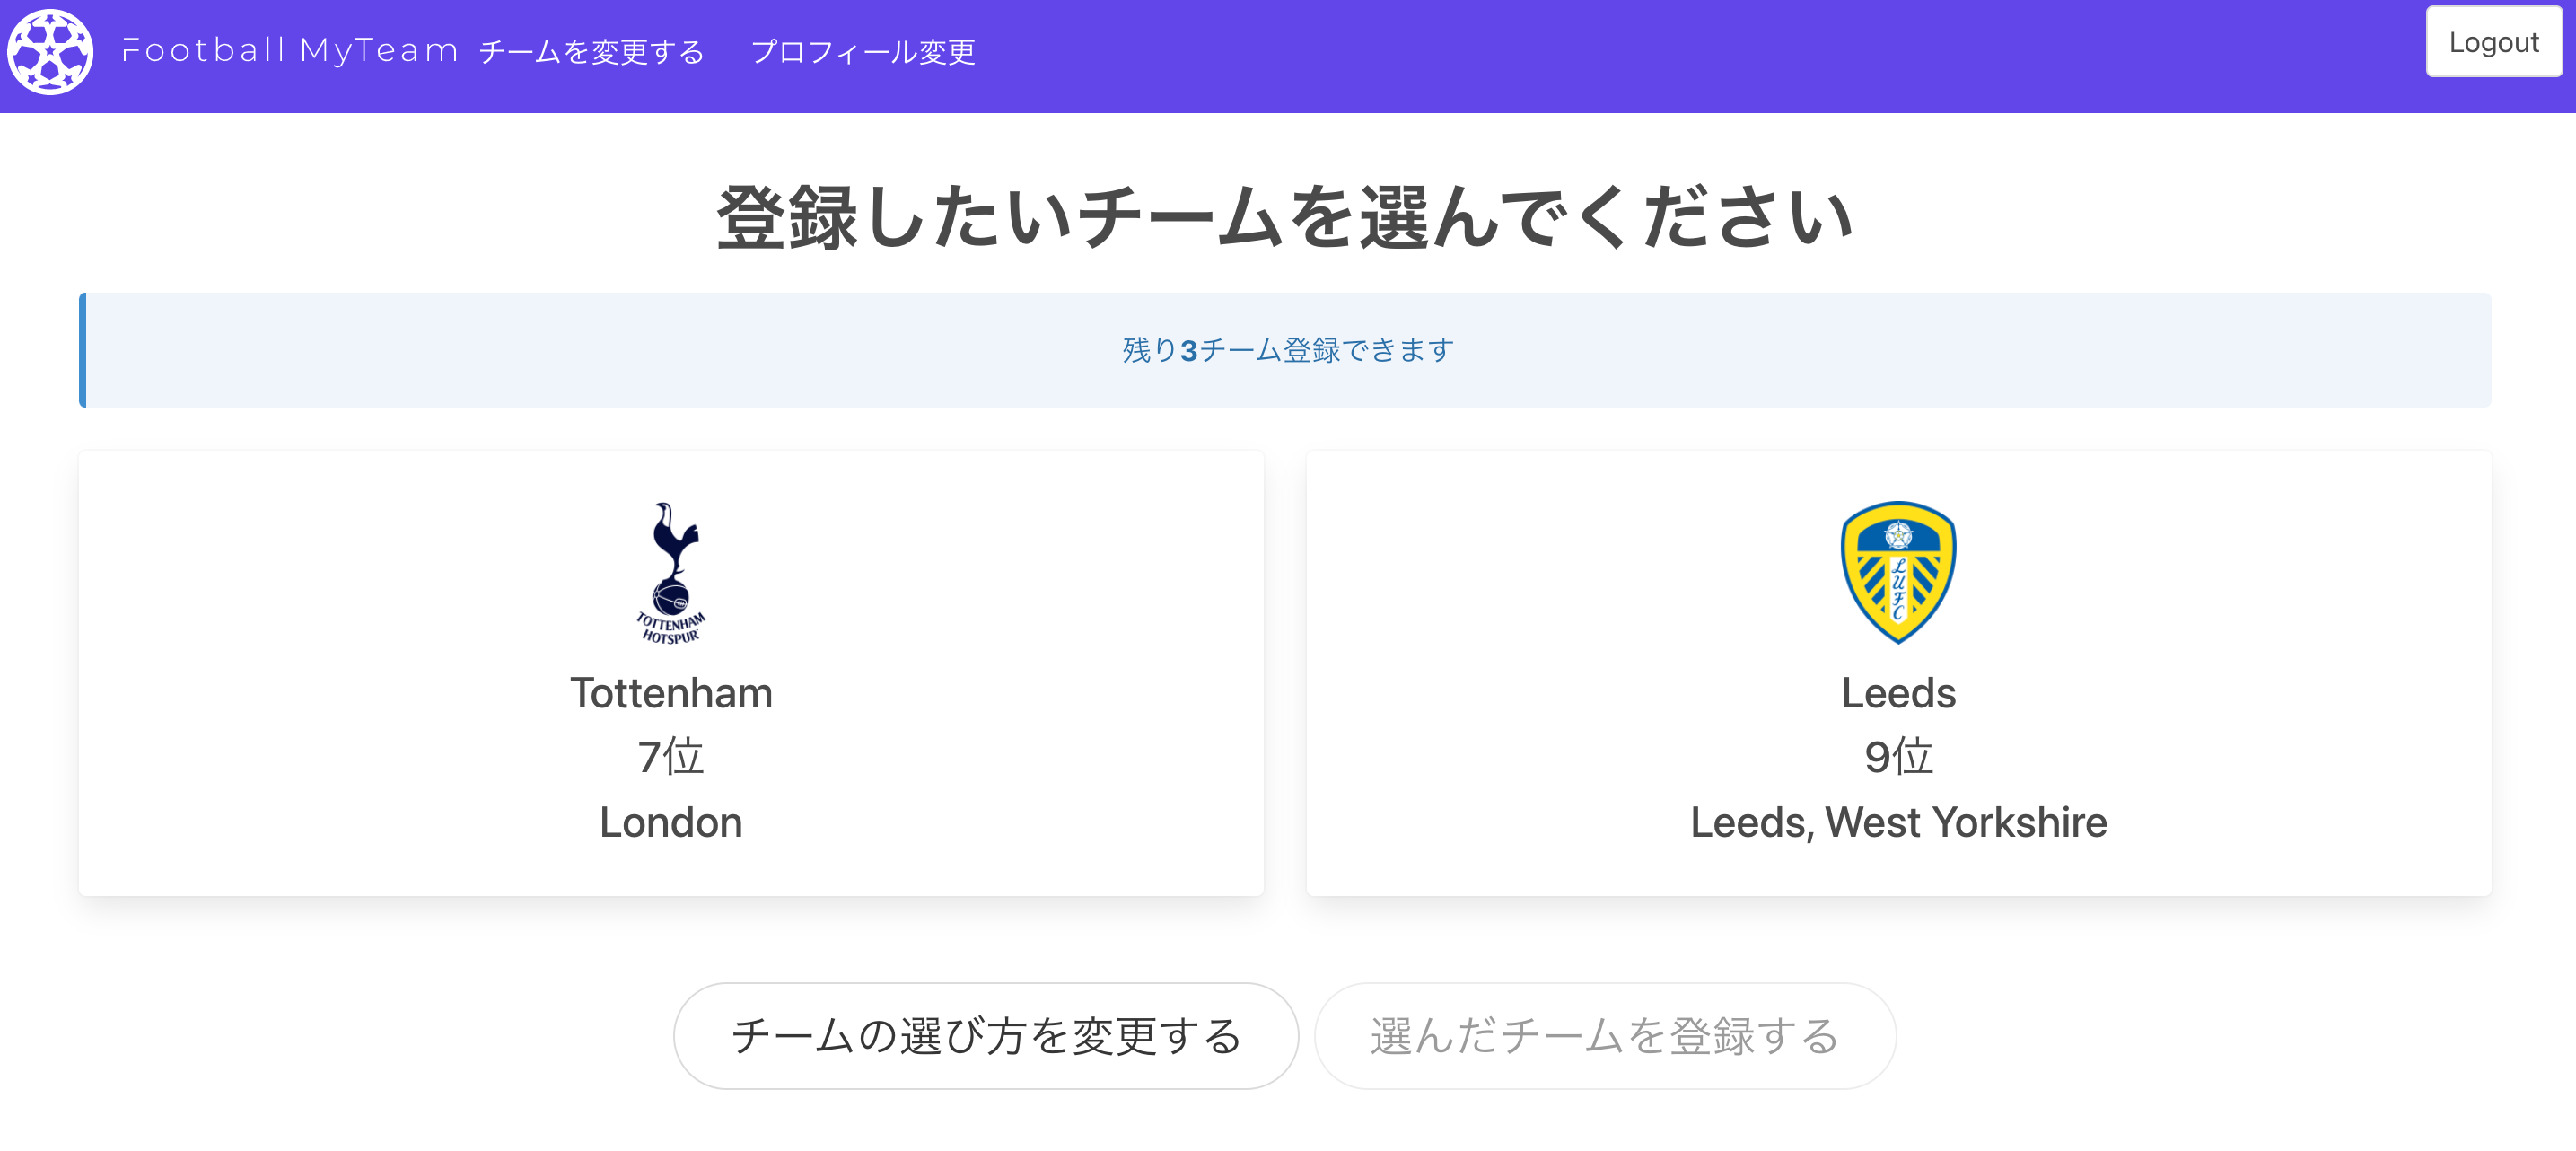 Football MyTeam チームを変更する プロフィール変更 Logout
登録したいチームを選んでください
残り3チーム登録できます
TOTTENHAM
HOTSPUR
Tottenham
7位
London
LUFC
Leeds
9位
Leeds, West Yorkshire
チームの選び方を変更する 選んだチームを登録する